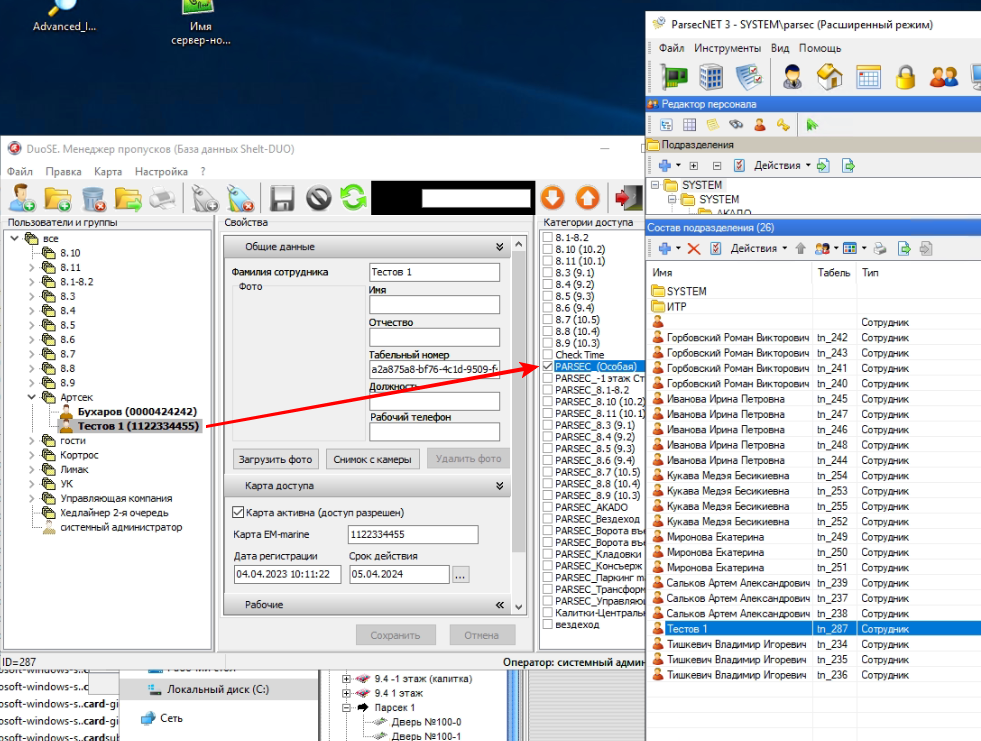 Advanced_I...
Имя
сервер-но...
DuoSE. Менеджер пропусков (База данных Shelt-DUO)
Файл Правка Карта Настройка ?
Пользователи и группы
все
8.10
8.11
8.1-8.2
8.3
8.4
8.5
8.6
8.7
8.8
8.9
Артсек
Бухаров (0000424242)
Тестов 1 (1122334455)
гости
Кортрос
Линак
УК
Управляющая компания
Хедлайнер 2-я очередь
системный администратор
ID=287
Свойства
Общие данные
Фамилия сотрудника
Тестов 1
Фото
Имя
Отчество
Табельный номер
a2a875a8-bf76-4c1d-9509-f-
Должность
Рабочий телефон
Загрузить фото
Снимок с камеры
Удалить фото
Карта доступа
Карта активна (доступ разрешен)
Карта EM-marine
1122334455
Дата регистрации
Срок действия
04.04.2023 10:11:22
05.04.2024
...
Рабочие
Сохранить
Отмена
Оператор: системный админ
Категории доступа
8.1-8.2
8.10 (10.2)
8.11 (10.1)
8.3 (9.1)
8.4 (9.2)
8.5 (9.3)
8.6 (9.4)
8.7 (10.5)
8.8 (10.4)
8.9 (10.3)
Check Time
PARSEC_(Особая)
PARSEC_-1 этаж Ст
PARSEC_8.1-8.2
PARSEC_8.10 (10.2)
PARSEC_8.11 (10.1)
PARSEC_8.3 (9.1)
PARSEC_8.4 (9.2)
PARSEC_8.5 (9.3)
PARSEC_8.6 (9.4)
PARSEC_8.7 (10.5)
PARSEC_8.8 (10.4)
PARSEC_8.9 (10.3)
PARSEC_AKADO
PARSEC_Вездеход
PARSEC_Ворота въе
PARSEC_Ворота вые
PARSEC_Кладовки
PARSEC_Консьерж
PARSEC_Паркинг m
PARSEC_Трансформ
PARSEC_Управляющ
Калитки-Центральн
вездеход
ParsecNET 3 - SYSTEM\parsec (Расширенный режим)
Файл Инструменты Вид Помощь
Редактор персонала
Подразделения
Действия
SYSTEM
SYSTEM
АКАДО
Состав подразделения (26)
Действия
Имя Табель Тип
SYSTEM
ИТР
Сотрудник
Горбовский Роман Викторович tn_242 Сотрудник
Горбовский Роман Викторович tn_243 Сотрудник
Горбовский Роман Викторович tn_241 Сотрудник
Горбовский Роман Викторович tn_240 Сотрудник
Иванова Ирина Петровна tn_245 Сотрудник
Иванова Ирина Петровна tn_247 Сотрудник
Иванова Ирина Петровна tn_246 Сотрудник
Иванова Ирина Петровна tn_248 Сотрудник
Иванова Ирина Петровна tn_244 Сотрудник
Кукава Медэя Бесикиевна tn_254 Сотрудник
Кукава Медэя Бесикиевна tn_253 Сотрудник
Кукава Медэя Бесикиевна tn_255 Сотрудник
Кукава Медэя Бесикиевна tn_252 Сотрудник
Миронова Екатерина tn_249 Сотрудник
Миронова Екатерина tn_250 Сотрудник
Миронова Екатерина tn_251 Сотрудник
Сальков Артем Александрович tn_239 Сотрудник
Сальков Артем Александрович tn_237 Сотрудник
Сальков Артем Александрович tn_238 Сотрудник
Тестов 1 tn_287 Сотрудник
Тишкевич Владимир Игоревич tn_234 Сотрудник
Тишкевич Владимир Игоревич tn_235 Сотрудник
Тишкевич Владимир Игоревич tn_236 Сотрудник
osoft-windows-s..c
osoft-windows-s..card-gi
osoft-windows-s..cardsul
Локальный диск (C:)
Сеть
9.4 -1 этаж (калитка)
9.4 1 этаж
Парсек 1
Дверь №100-0
Дверь №100-1